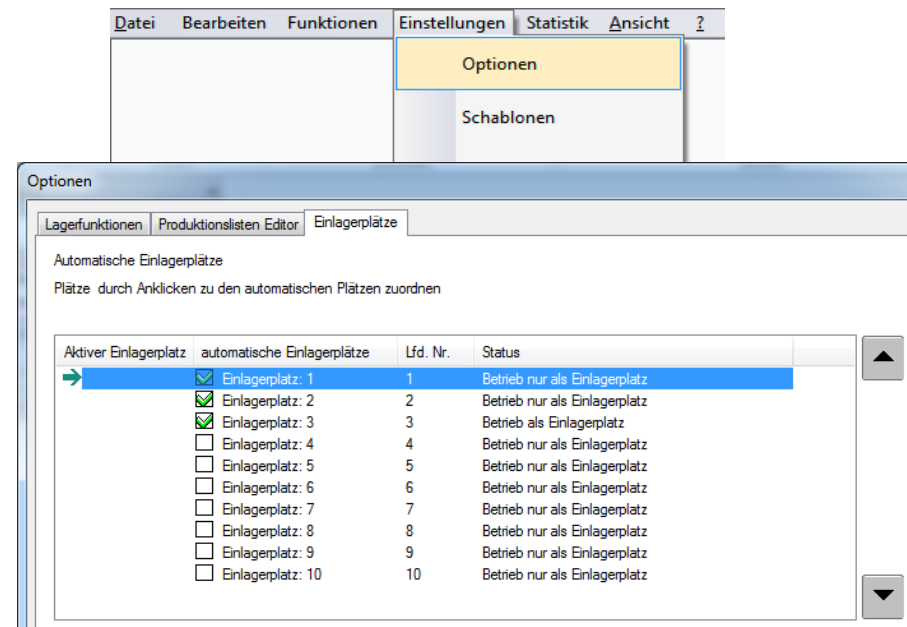 Datei Bearbeiten Funktionen Einstellungen Statistik Ansicht ?
Optionen
Schablonen
Optionen
Lagerfunktionen Produktionslisten Editor Einlagerplätze
Automatische Einlagerplätze
Plätze durch Anklicken zu den automatischen Plätzen zuordnen
Aktiver Einlagerplatz automatische Einlagerplätze Lfd. Nr. Status
Einlagerplatz: 1 1 Betrieb nur als Einlagerplatz
Einlagerplatz: 2 2 Betrieb nur als Einlagerplatz
Einlagerplatz: 3 3 Betrieb als Einlagerplatz
Einlagerplatz: 4 4 Betrieb nur als Einlagerplatz
Einlagerplatz: 5 5 Betrieb nur als Einlagerplatz
Einlagerplatz: 6 6 Betrieb nur als Einlagerplatz
Einlagerplatz: 7 7 Betrieb nur als Einlagerplatz
Einlagerplatz: 8 8 Betrieb nur als Einlagerplatz
Einlagerplatz: 9 9 Betrieb nur als Einlagerplatz
Einlagerplatz: 10 10 Betrieb nur als Einlagerplatz